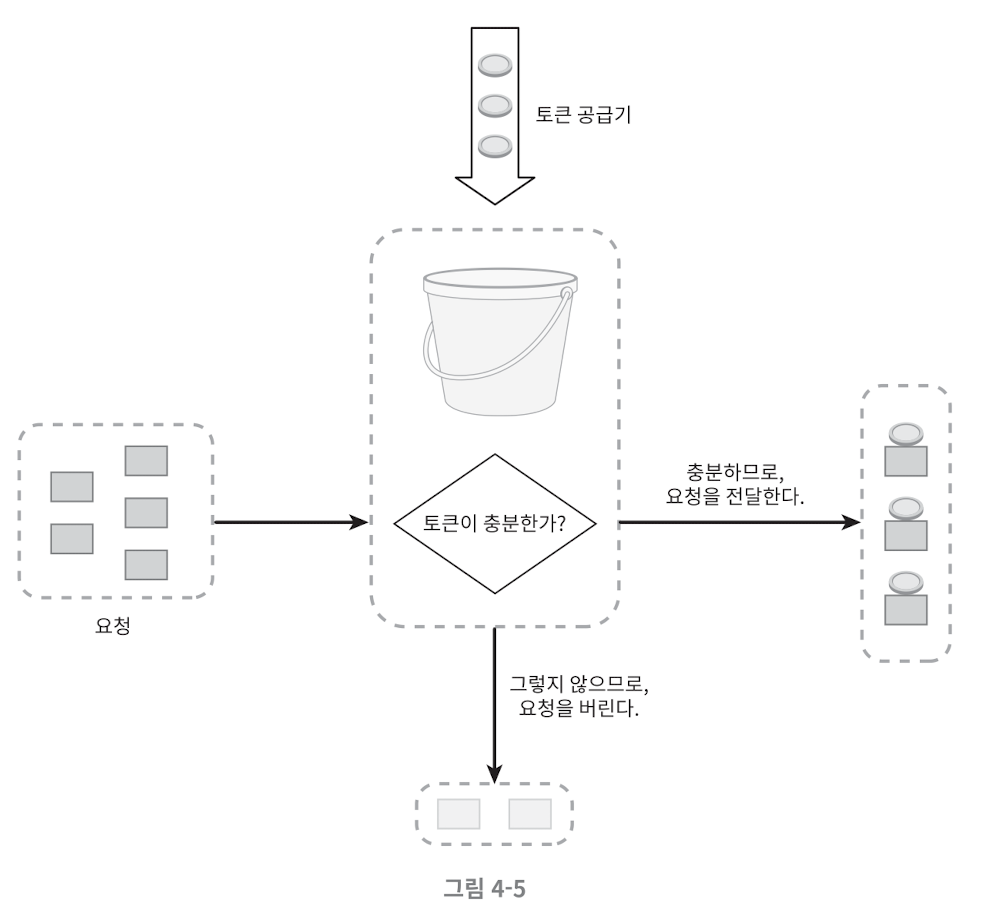 토큰 공급기
토큰이 충분한가?
충분하므로,
요청을 전달한다.
요청
그렇지 않으므로,
요청을 버린다.
그림 4-5